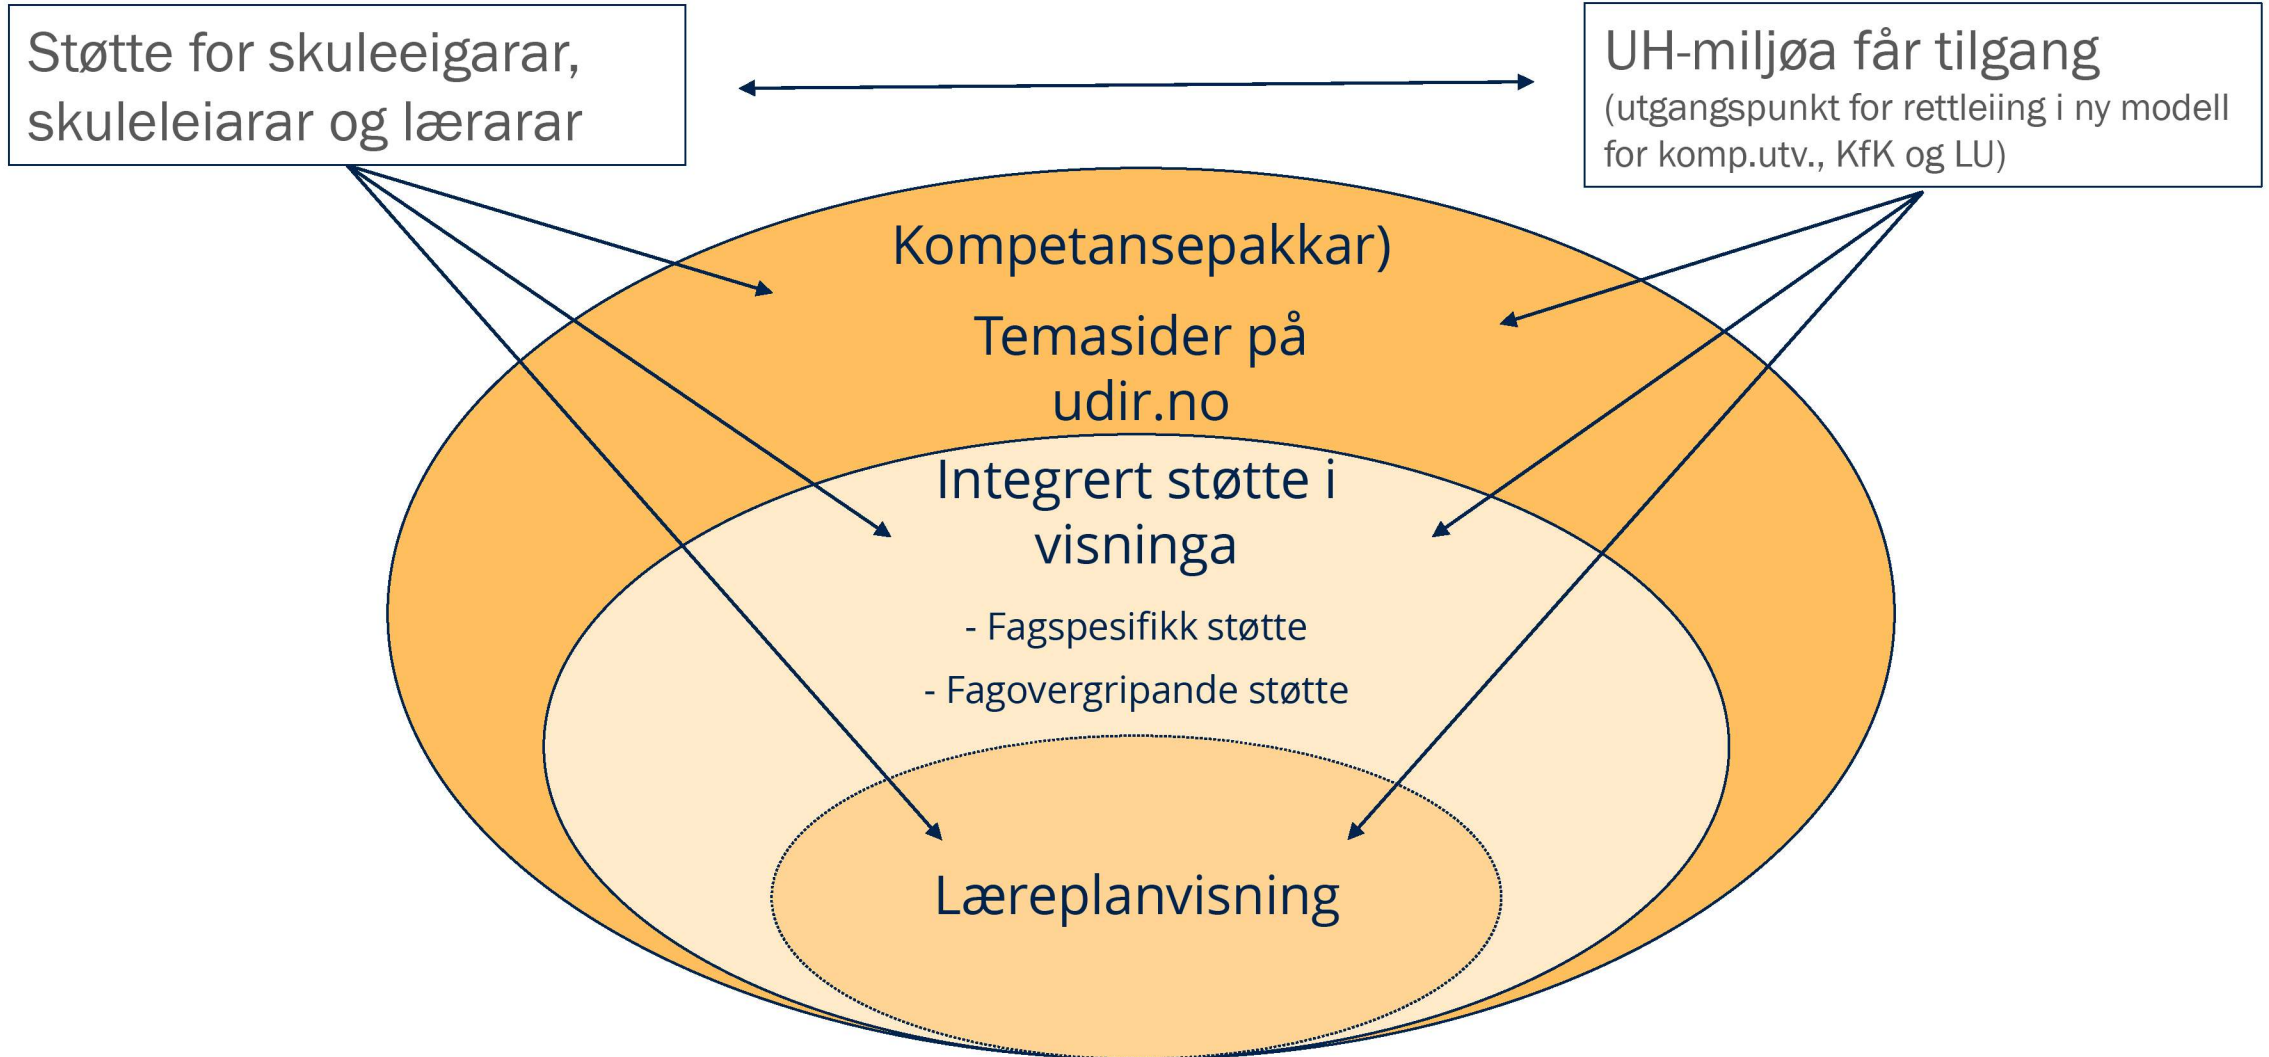 Støtte for skuleeigarar,
skuleleiarar og lærarar
UH-miljøa får tilgang
(utgangspunkt for rettleiing i ny modell
for komp.utv., KfK og LU)
Kompetansepakkar)
Temasider på
udir.no
Integrert støtte i
visninga
- Fagspesifikk støtte
- Fagovergripande støtte
Læreplanvisning